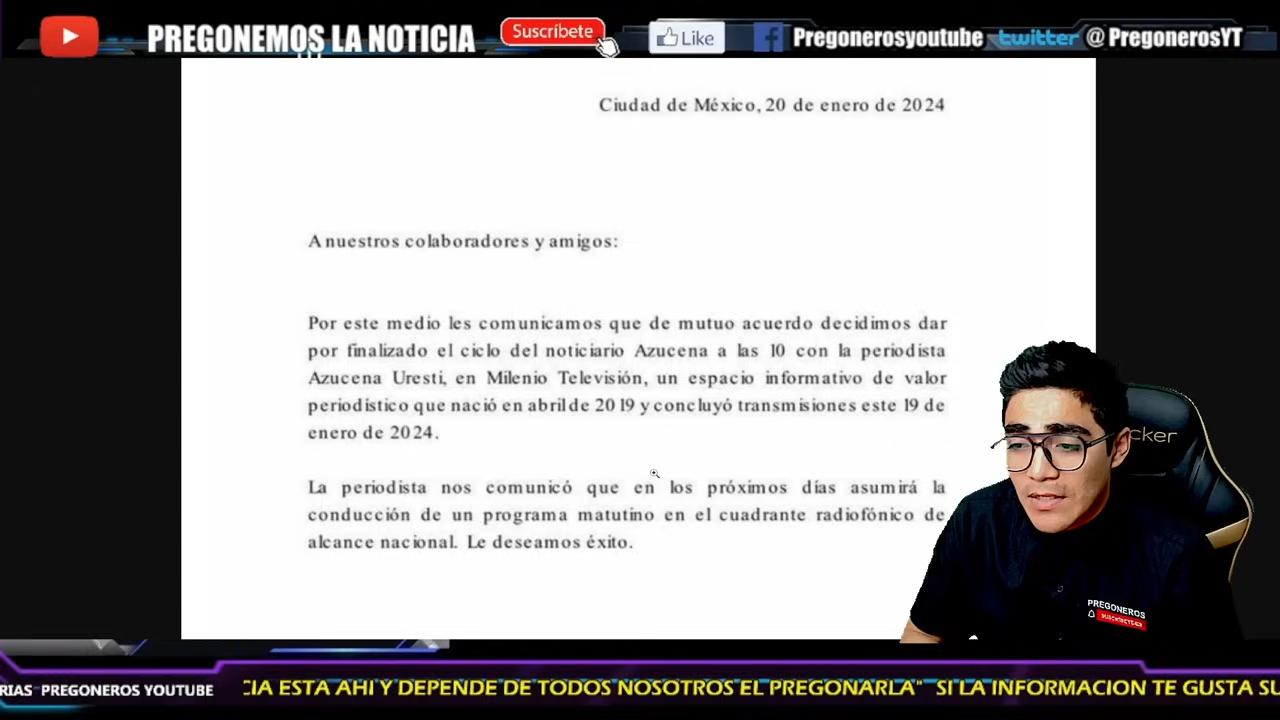 PREGONEMOS LA NOTICIA
Suscríbete
Like
Pregonerosyoutube
twitter @PregonerosYT
Ciudad de México, 20 de enero de 2024
A nuestros colaboradores y amigos:
Por este medio les comunicamos que de mutuo acuerdo decidimos dar
por finalizado el ciclo del noticiario Azucena a las 10 con la periodista
Azucena Uresti, en Milenio Televisión, un espacio informativo de valor
periodístico que nació en abril de 2019 y concluyó transmisiones este 19 de
enero de 2024.
La periodista nos comunicó que en los próximos días asumirá la
conducción de un programa matutino en el cuadrante radiofónico de
alcance nacional. Le deseamos éxito.
cker
PREGONEROS
RIAS PREGONEROS YOUTUBE
CIA ESTA AHI Y DEPENDE DE TODOS NOSOTROS EL PREGONARLA" SI LA INFORMACION TE GUSTA SU